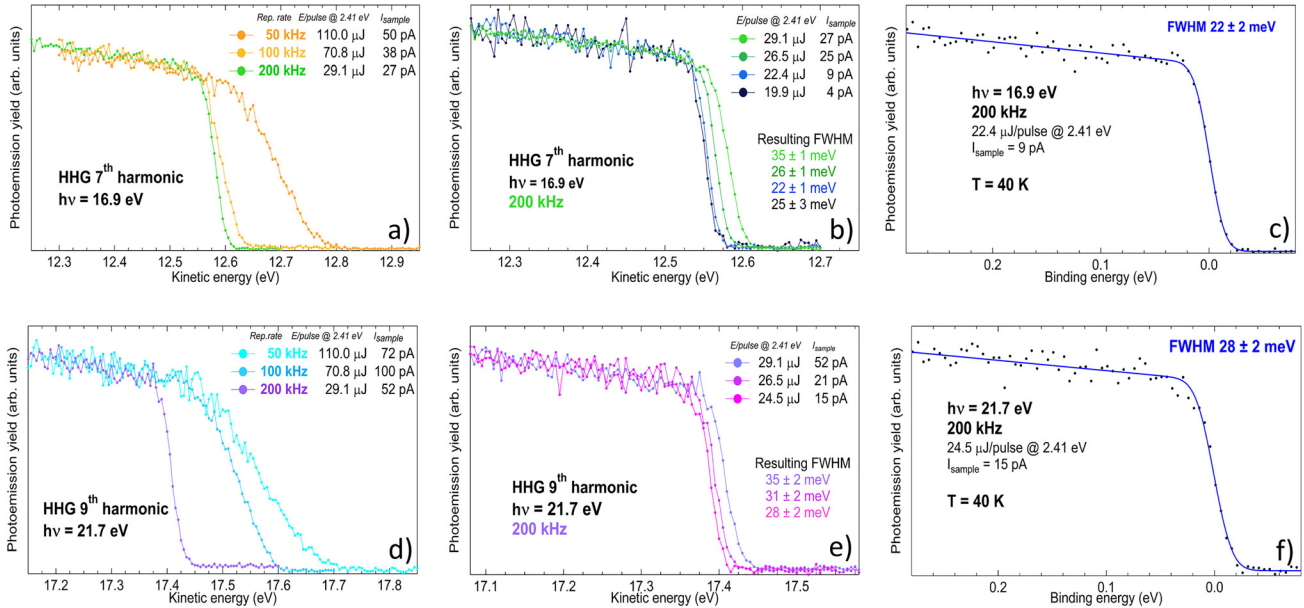 Rep. rate E/pulse @ 2.41 eV Isample
50 kHz 110.0 μJ 50 pA
100 kHz 70.8 μJ 38 pA
200 kHz 29.1 μJ 27 pA
HHG 7th harmonic
hν = 16.9 eV
a)
Photoemission yield (arb. units)
12.3 12.4 12.5 12.6 12.7 12.8 12.9
Kinetic energy (eV)
E/pulse @ 2.41 eV Isample
29.1 μJ 27 pA
26.5 μJ 25 pA
22.4 μJ 9 pA
19.9 μJ 4 pA
Resulting FWHM
35 ± 1 meV
26 ± 1 meV
22 ± 1 meV
25 ± 3 meV
HHG 7th harmonic
hν = 16.9 eV
200 kHz
b)
Photoemission yield (arb. units)
12.3 12.4 12.5 12.6 12.7
Kinetic energy (eV)
FWHM 22 ± 2 meV
hν = 16.9 eV
200 kHz
22.4 μJ/pulse @ 2.41 eV
Isample = 9 pA
T = 40 K
c)
Photoemission yield (arb. units)
0.2 0.1 0.0
Binding energy (eV)
Rep.rate E/pulse @ 2.41 eV Isample
50 kHz 110.0 μJ 72 pA
100 kHz 70.8 μJ 100 pA
200 kHz 29.1 μJ 52 pA
HHG 9th harmonic
hν = 21.7 eV
d)
Photoemission yield (arb. units)
17.2 17.3 17.4 17.5 17.6 17.7 17.8
Kinetic energy (eV)
E/pulse @ 2.41 eV Isample
29.1 μJ 52 pA
26.5 μJ 21 pA
24.5 μJ 15 pA
Resulting FWHM
35 ± 2 meV
31 ± 2 meV
28 ± 2 meV
HHG 9th harmonic
hν = 21.7 eV
200 kHz
e)
Photoemission yield (arb. units)
17.1 17.2 17.3 17.4 17.5
Kinetic energy (eV)
FWHM 28 ± 2 meV
hν = 21.7 eV
200 kHz
24.5 μJ/pulse @ 2.41 eV
Isample = 15 pA
T = 40 K
f)
Photoemission yield (arb. units)
0.2 0.1 0.0
Binding energy (eV)